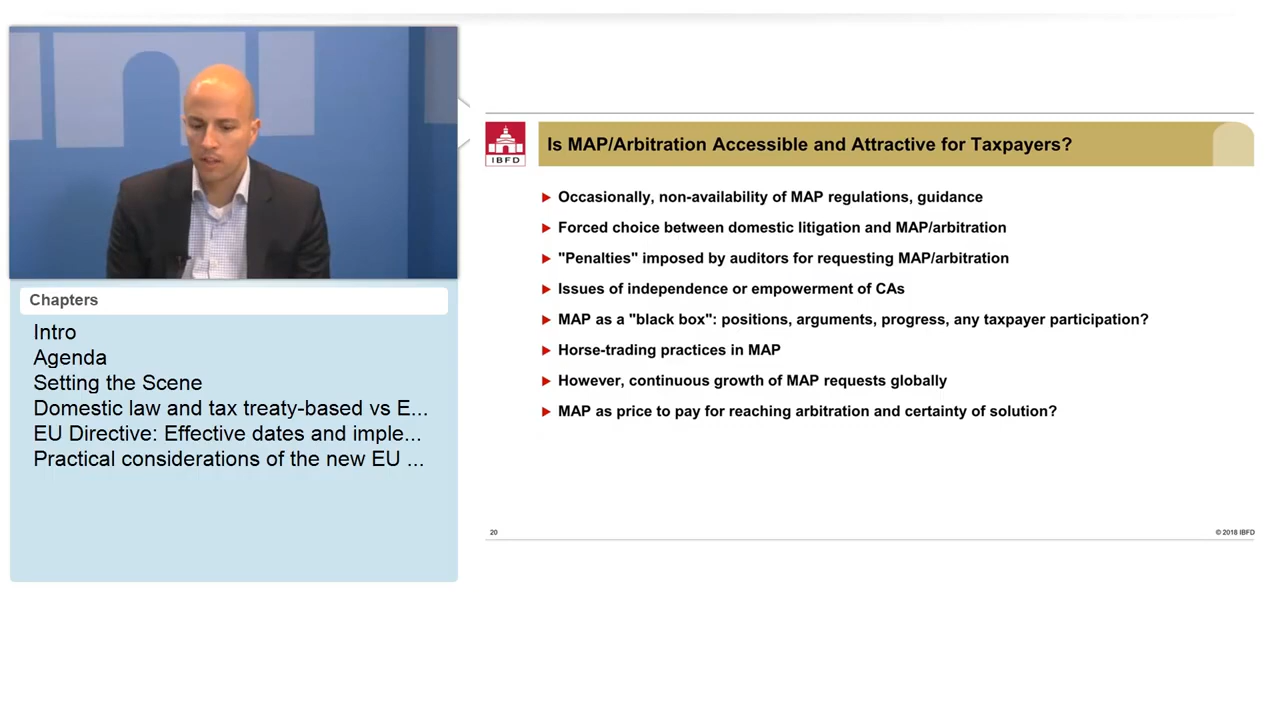 Chapters
Intro
Agenda
Setting the Scene
Domestic law and tax treaty-based vs E...
EU Directive: Effective dates and imple...
Practical considerations of the new EU ...
IBFD
Is MAP/Arbitration Accessible and Attractive for Taxpayers?
Occasionally, non-availability of MAP regulations, guidance
Forced choice between domestic litigation and MAP/arbitration
"Penalties" imposed by auditors for requesting MAP/arbitration
Issues of independence or empowerment of CAs
MAP as a "black box": positions, arguments, progress, any taxpayer participation?
Horse-trading practices in MAP
However, continuous growth of MAP requests globally
MAP as price to pay for reaching arbitration and certainty of solution?
20
© 2018 IBFD